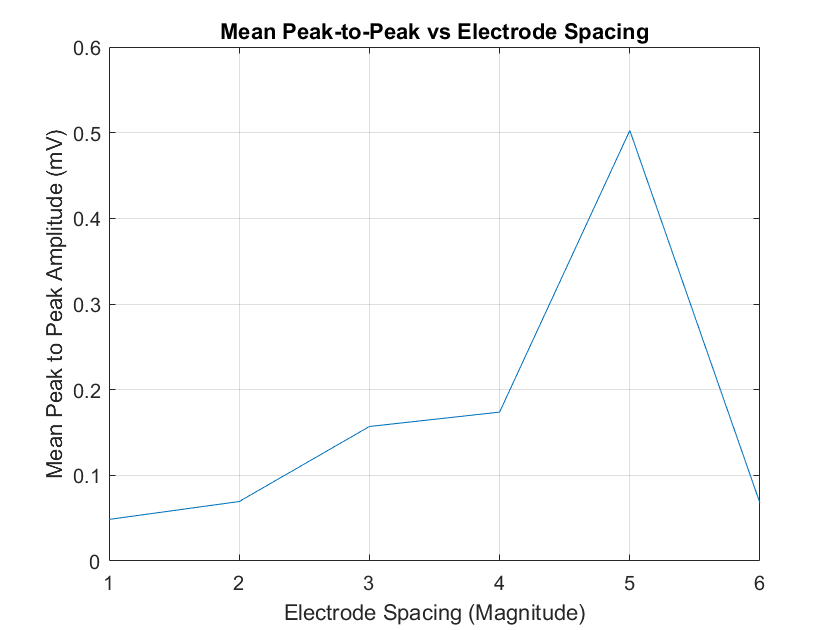 Mean Peak-to-Peak vs Electrode Spacing
Mean Peak to Peak Amplitude (mV)
0.6
0.5
0.4
0.3
0.2
0.1
0
1 2 3 4 5 6
Electrode Spacing (Magnitude)